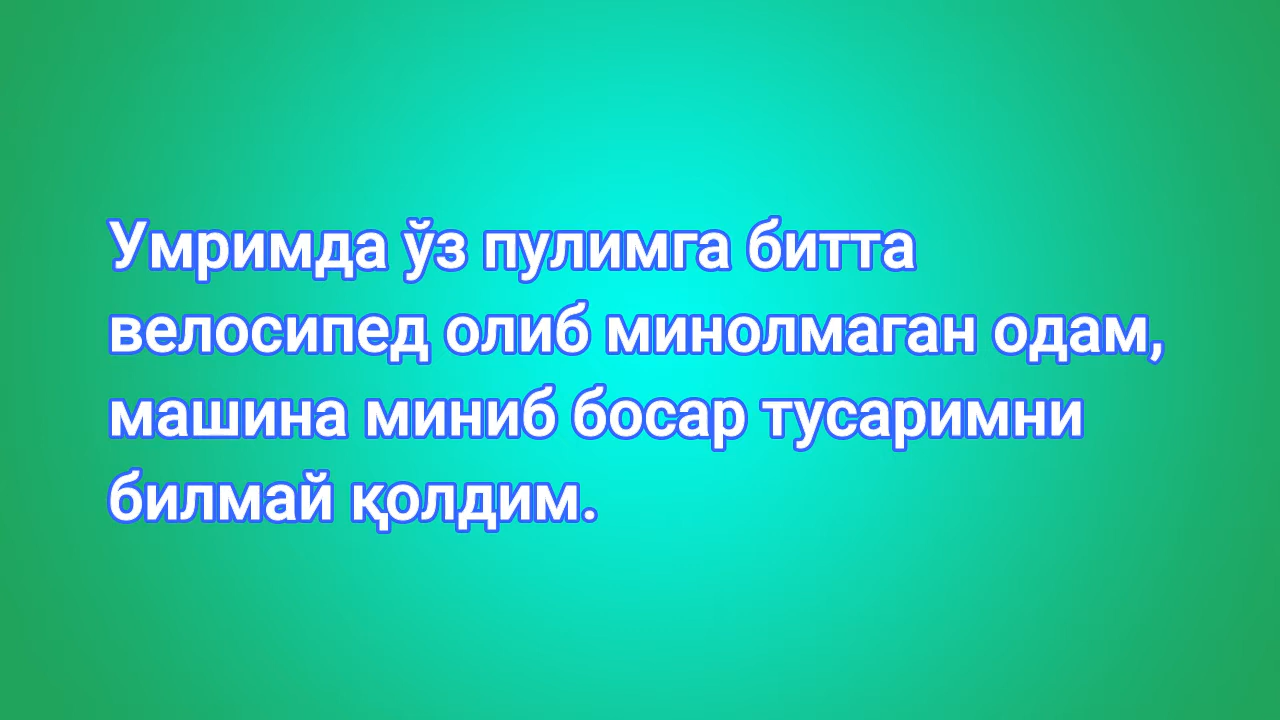 Умримда ўз пулимга битта
велосипед олиб минолмаган одам,
машина миниб босар тусаримни
билмай қолдим.